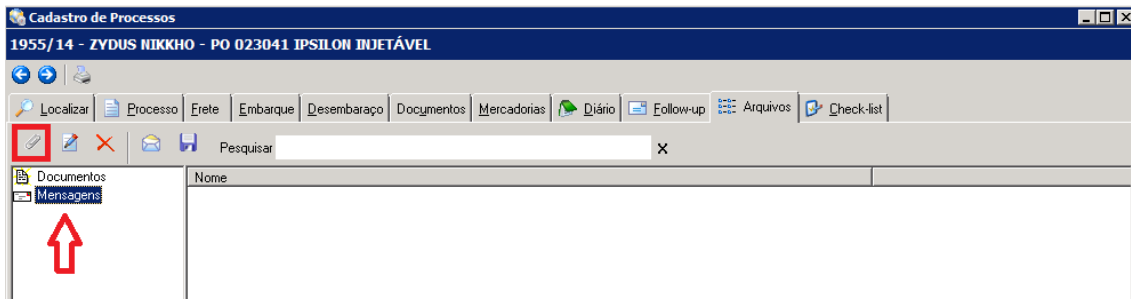 Cadastro de Processos
1955/14 - ZYDUS NIKKHO - PO 023041 IPSILON INJETÁVEL
Localizar Processo Frete Embarque Desembaraço Documentos Mercadorias Diário Follow-up Arquivos Check-list
Pesquisar X
Documentos Nome
Mensagens